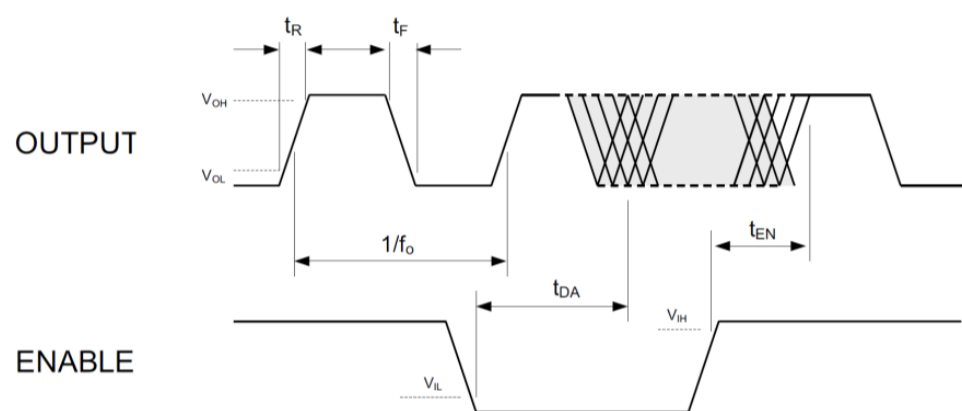 tR
tF
VOH
OUTPUT
VOL
1/fo
tEN
tDA
VIH
ENABLE
VIL